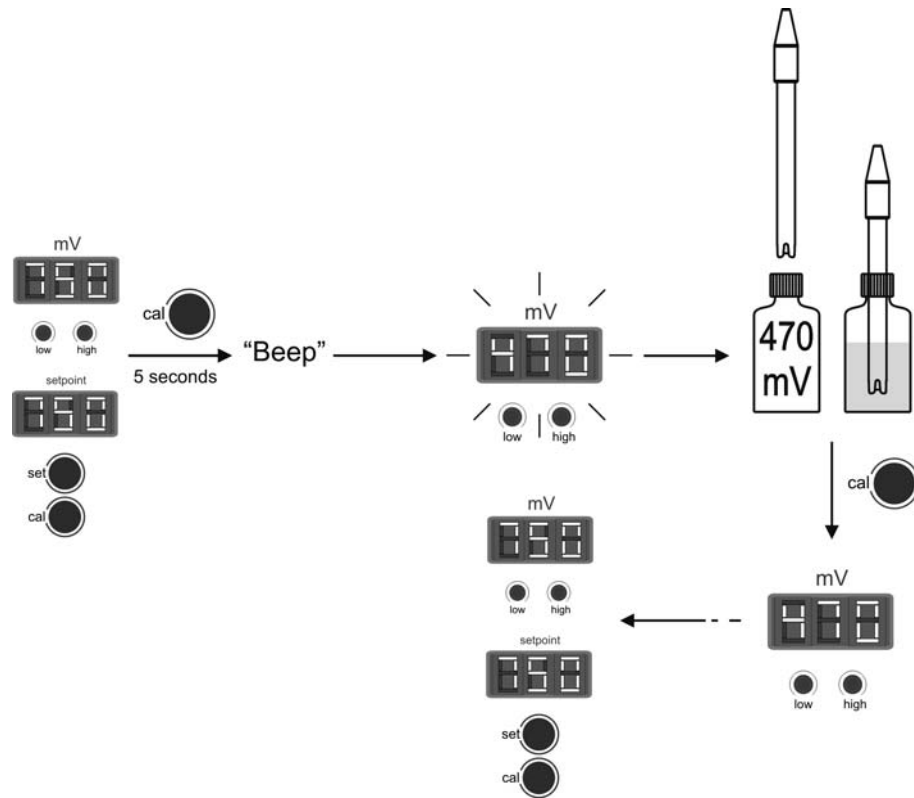 mV
low high
setpoint
set
cal
cal
5 seconds
“Beep”
mV
low high
470
mV
cal
mV
low high
mV
low high
setpoint
set
cal